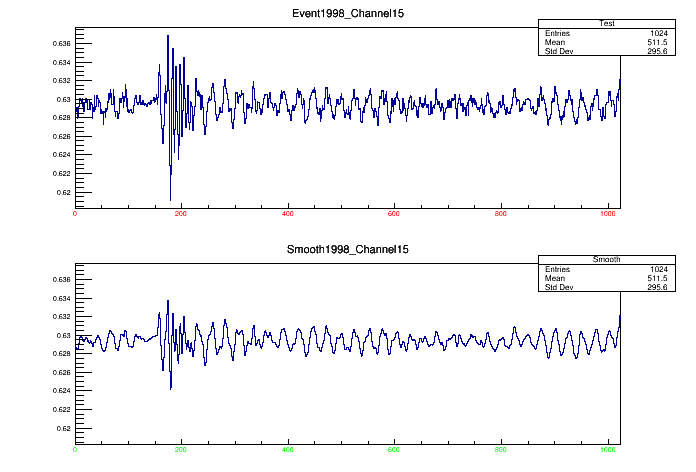 Event1998_Channel15
Test
Entries 1024
Mean 511.5
Std Dev 295.6
0.636
0.634
0.632
0.63
0.628
0.626
0.624
0.622
0.62
0 200 400 600 800 1000
Smooth1998_Channel15
Smooth
Entries 1024
Mean 511.5
Std Dev 295.6
0.636
0.634
0.632
0.63
0.628
0.626
0.624
0.622
0.62
0 200 400 600 800 1000